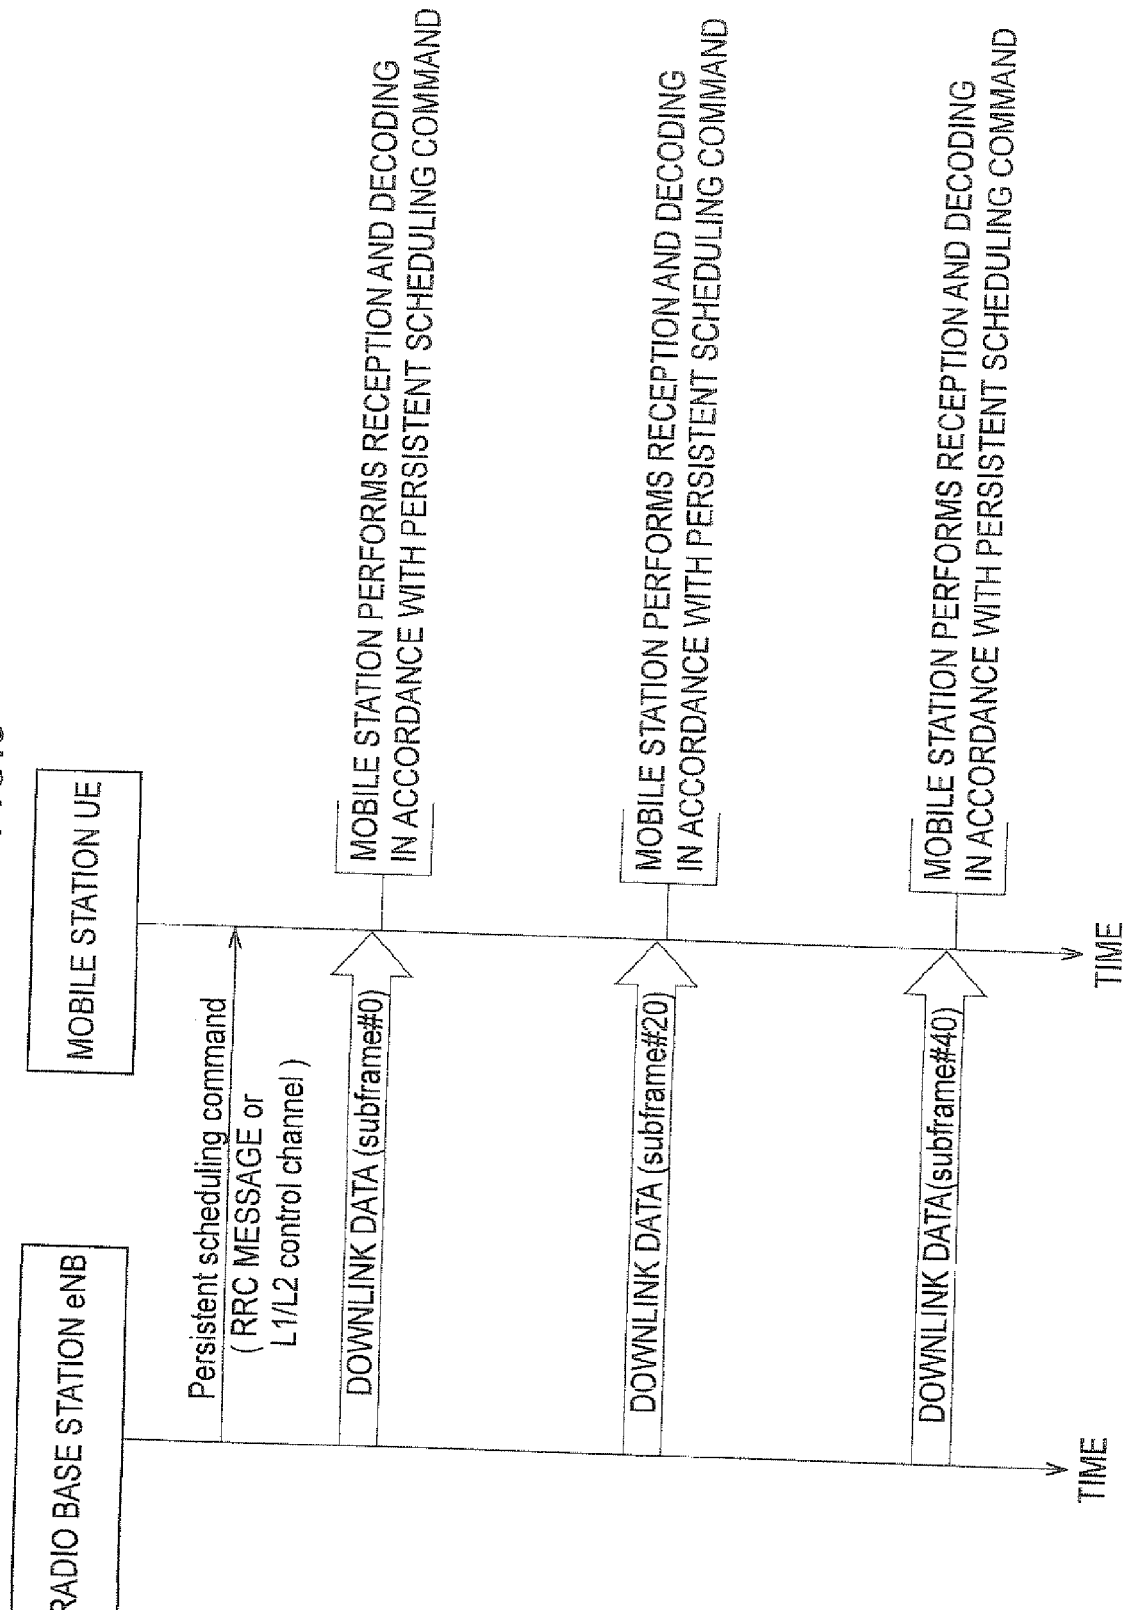 RADIO BASE STATION eNB
MOBILE STATION UE
Persistent scheduling command
( RRC MESSAGE or
L1/L2 control channel )
DOWNLINK DATA (subframe#0)
MOBILE STATION PERFORMS RECEPTION AND DECODING
IN ACCORDANCE WITH PERSISTENT SCHEDULING COMMAND
DOWNLINK DATA (subframe#20)
MOBILE STATION PERFORMS RECEPTION AND DECODING
IN ACCORDANCE WITH PERSISTENT SCHEDULING COMMAND
DOWNLINK DATA(subframe#40)
MOBILE STATION PERFORMS RECEPTION AND DECODING
IN ACCORDANCE WITH PERSISTENT SCHEDULING COMMAND
TIME
TIME